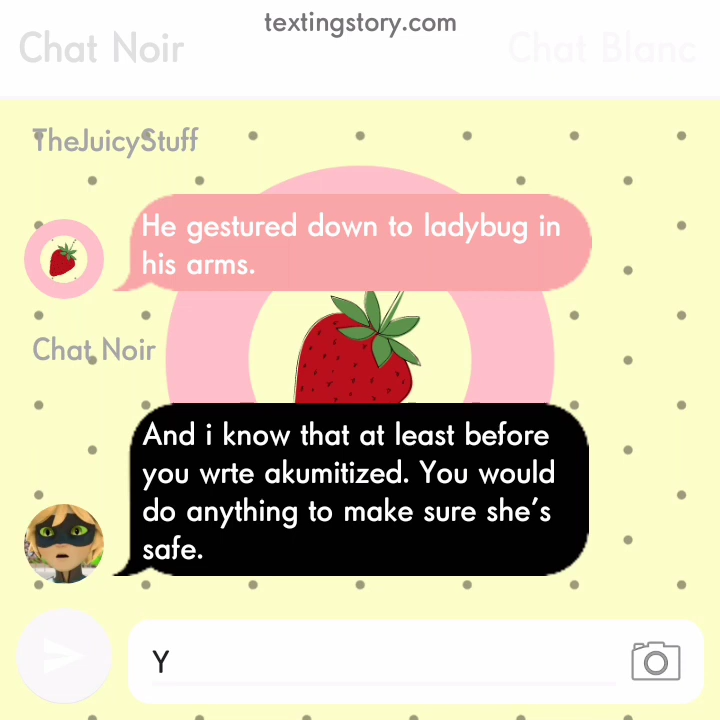 textingstory.com
Chat Noir
Chat Blanc
TheJuicyStuff
He gestured down to ladybug in
his arms.
Chat Noir
And i know that at least before
you wrte akumitized. You would
do anything to make sure she's
safe.
Y